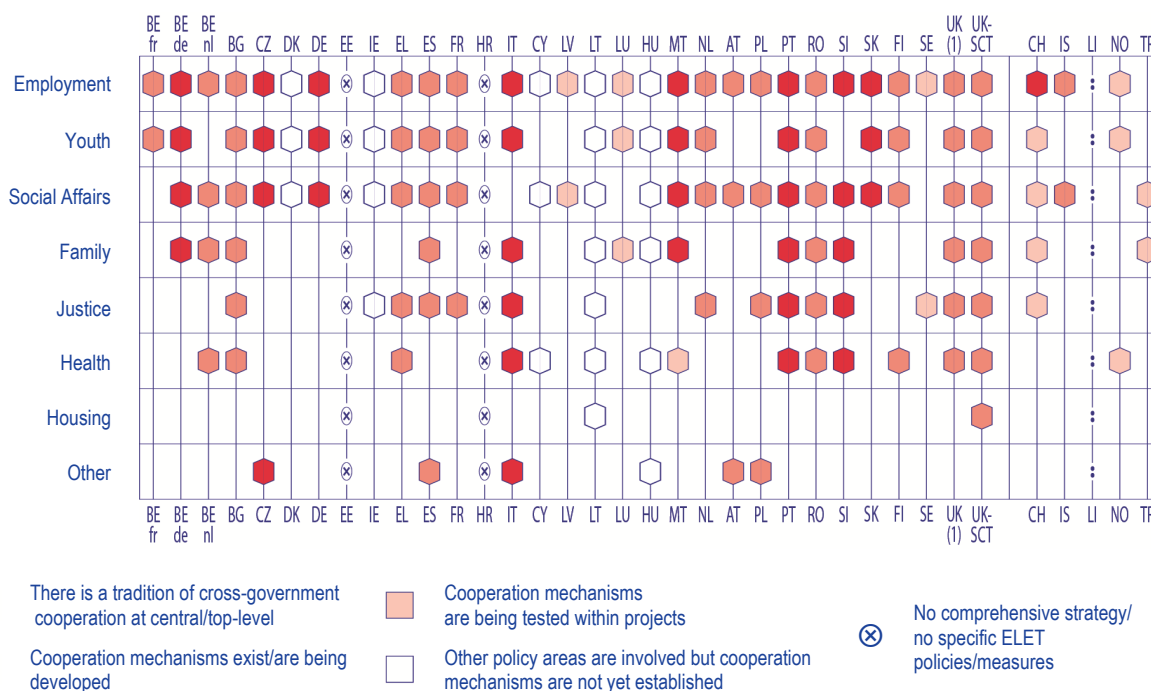 BE BE BE UK UK-
fr de nl BG CZ DK DE EE IE EL ES FR HR IT CY LV LT LU HU MT NL AT PL PT RO SI SK FI SE (1) SCT CH IS LI NO TR
Employment
Youth
Social Affairs
Family
Justice
Health
Housing
Other
BE BE BE BG CZ DK DE EE IE EL ES FR HR IT CY LV LT LU HU MT NL AT PL PT RO SI SK FI SE UK UK- CH IS LI NO TR
fr de nl (1) SCT
There is a tradition of cross-government
cooperation at central/top-level
Cooperation mechanisms exist/are being
developed
Cooperation mechanisms
are being tested within projects
Other policy areas are involved but cooperation
mechanisms are not yet established
No comprehensive strategy/
no specific ELET
policies/measures